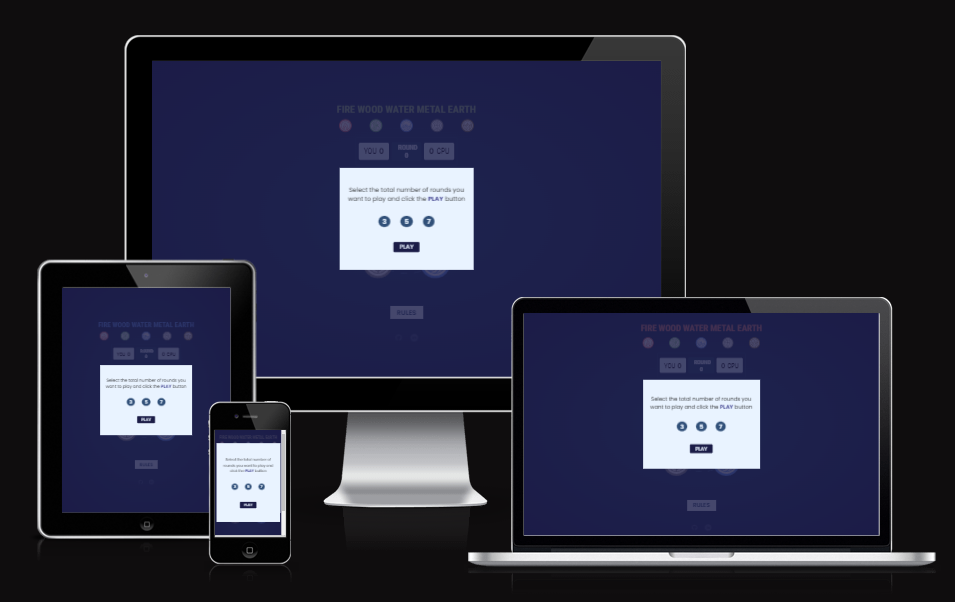 FIRE WOOD WATER METAL EARTH
YOU 0
ROUND
0
0 CPU
Select the total number of rounds you
want to play and click the PLAY button
3 5 7
PLAY
RULES
FIRE WOOD WATER METAL EARTH
YOU 0
ROUND
0
0 CPU
Select the total number of rounds you
want to play and click the PLAY button
3 5 7
PLAY
RULES
FIRE WOOD WATER METAL EARTH
Select the total number of
rounds you want to play and
click the PLAY button
3 5 7
PLAY
FIRE WOOD WATER METAL EARTH
YOU 0
ROUND
0
0 CPU
Select the total number of rounds you
want to play and click the PLAY button
3 5 7
PLAY
RULES